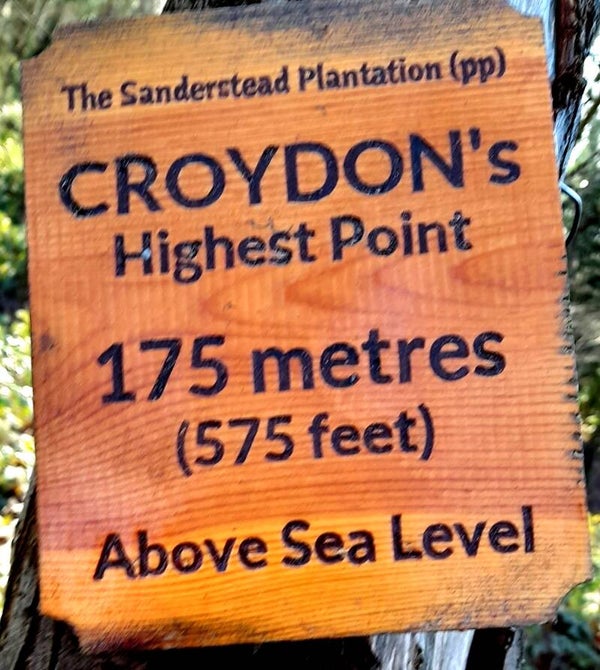 The Sanderstead Plantation (pp)
CROYDON's
Highest Point
175 metres
(575 feet)
Above Sea Level